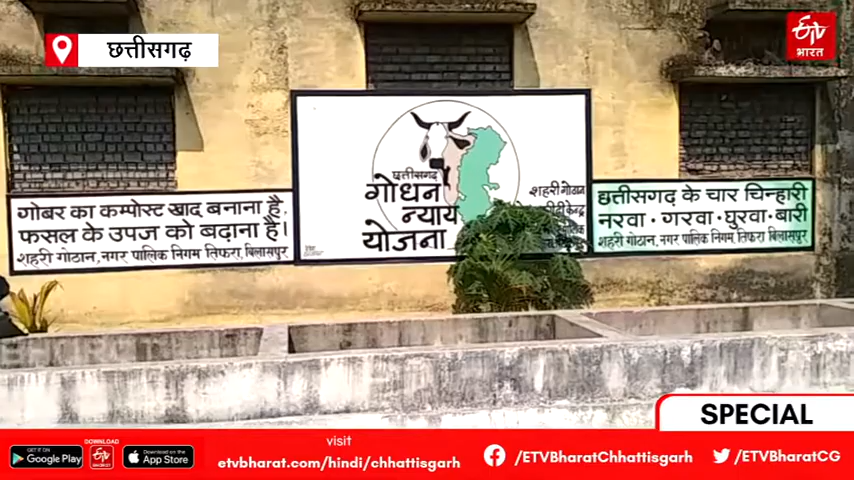 छत्तीसगढ़
ETV
भारत
छत्तीसगढ़
गोधन
न्याय
योजना
गोबर का कम्पोस्ट खाद बनाना है,
फसल के उपज को बढ़ाना है।
शहरी गोठान, नगर पालिक निगम तिफरा, बिलासपुर
शहरी गोठान
केन्द्र
छत्तीसगढ़ के चार चिन्हारी
नरवा · गरवा · घुरवा · बारी
शहरी गोठान, नगर पालिक निगम तिफरा बिलासपुर
SPECIAL
GET IT ON
Google Play
DOWNLOAD
ETV
भारत
Download on the
App Store
visit
etvbharat.com/hindi/chhattisgarh
/ETVBharatChhattisgarh
/ETVBharatCG